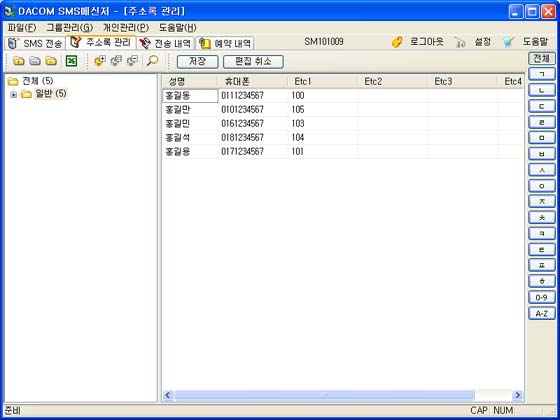 DACOM SMS메신저 - [주소록 관리]
파일(F) 그룹관리(G) 개인관리(P) 도움말(H)
SMS 전송 주소록 관리 전송 내역 예약 내역 SM101009 로그아웃 설정 도움말
저장 편집 취소 전체
전체 (5)
일반 (5)
성명 휴대폰 Etc1 Etc2 Etc3 Etc4
홍길동 0111234567 100
홍길만 0101234567 105
홍길민 0161234567 103
홍길석 0181234567 104
홍길용 0171234567 101
ㄱ
ㄴ
ㄷ
ㄹ
ㅁ
ㅂ
ㅅ
ㅇ
ㅈ
ㅊ
ㅋ
ㅌ
ㅍ
ㅎ
0-9
A-Z
준비 CAP NUM